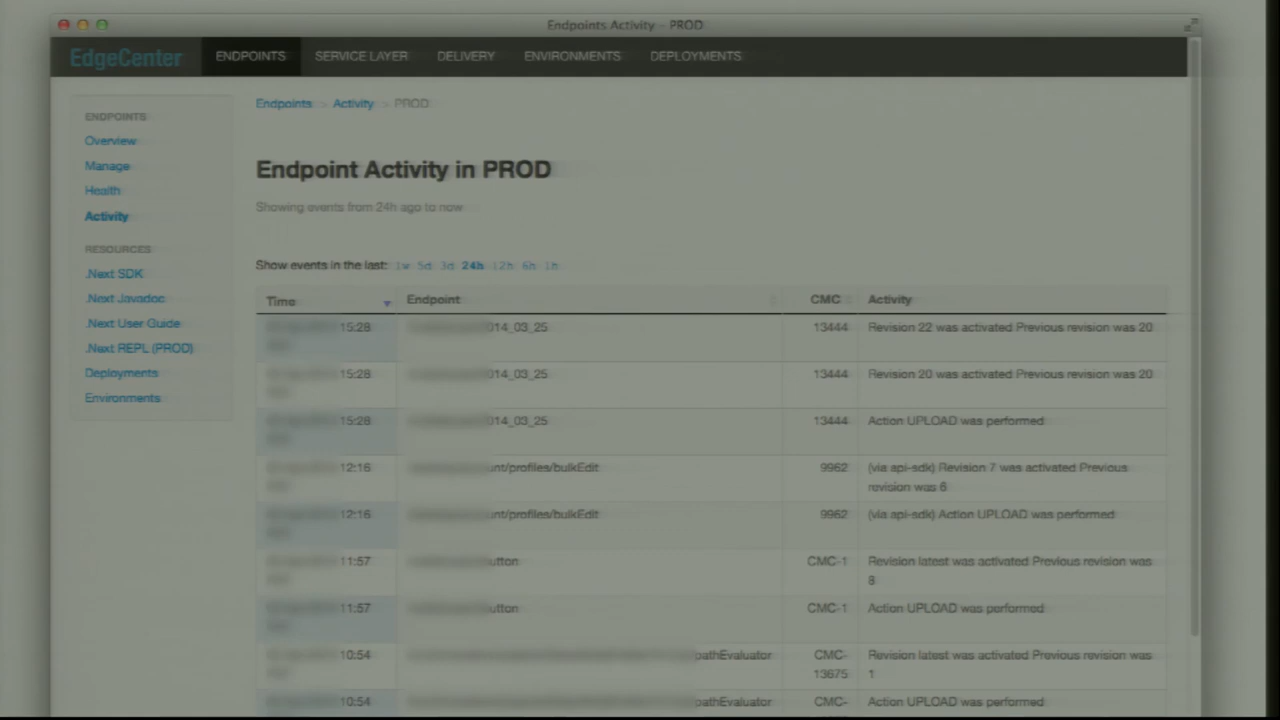 Endpoints Activity - PROD
EdgeCenter ENDPOINTS SERVICE LAYER DELIVERY ENVIRONMENTS DEPLOYMENTS
ENDPOINTS
Overview
Manage
Health
Activity
RESOURCES
.Next SDK
.Next Javadoc
.Next User Guide
.Next REPL (PROD)
Deployments
Environments
Endpoints > Activity > PROD
Endpoint Activity in PROD
Showing events from 24h ago to now
Show events in the last: 1w 5d 3d 24h 12h 6h 1h
Time Endpoint CMC Activity
15:28 014_03_25 13444 Revision 22 was activated Previous revision was 20
15:28 014_03_25 13444 Revision 20 was activated Previous revision was 20
15:28 014_03_25 13444 Action UPLOAD was performed
12:16 unt/profiles/bulkEdit 9962 (via api-sdk) Revision 7 was activated Previous
revision was 6
12:16 unt/profiles/bulkEdit 9962 (via api-sdk) Action UPLOAD was performed
11:57 utton CMC-1 Revision latest was activated Previous revision was
8
11:57 utton CMC-1 Action UPLOAD was performed
10:54 pathEvaluator CMC- Revision latest was activated Previous revision was
13675 1
10:54 pathEvaluator CMC- Action UPLOAD was performed